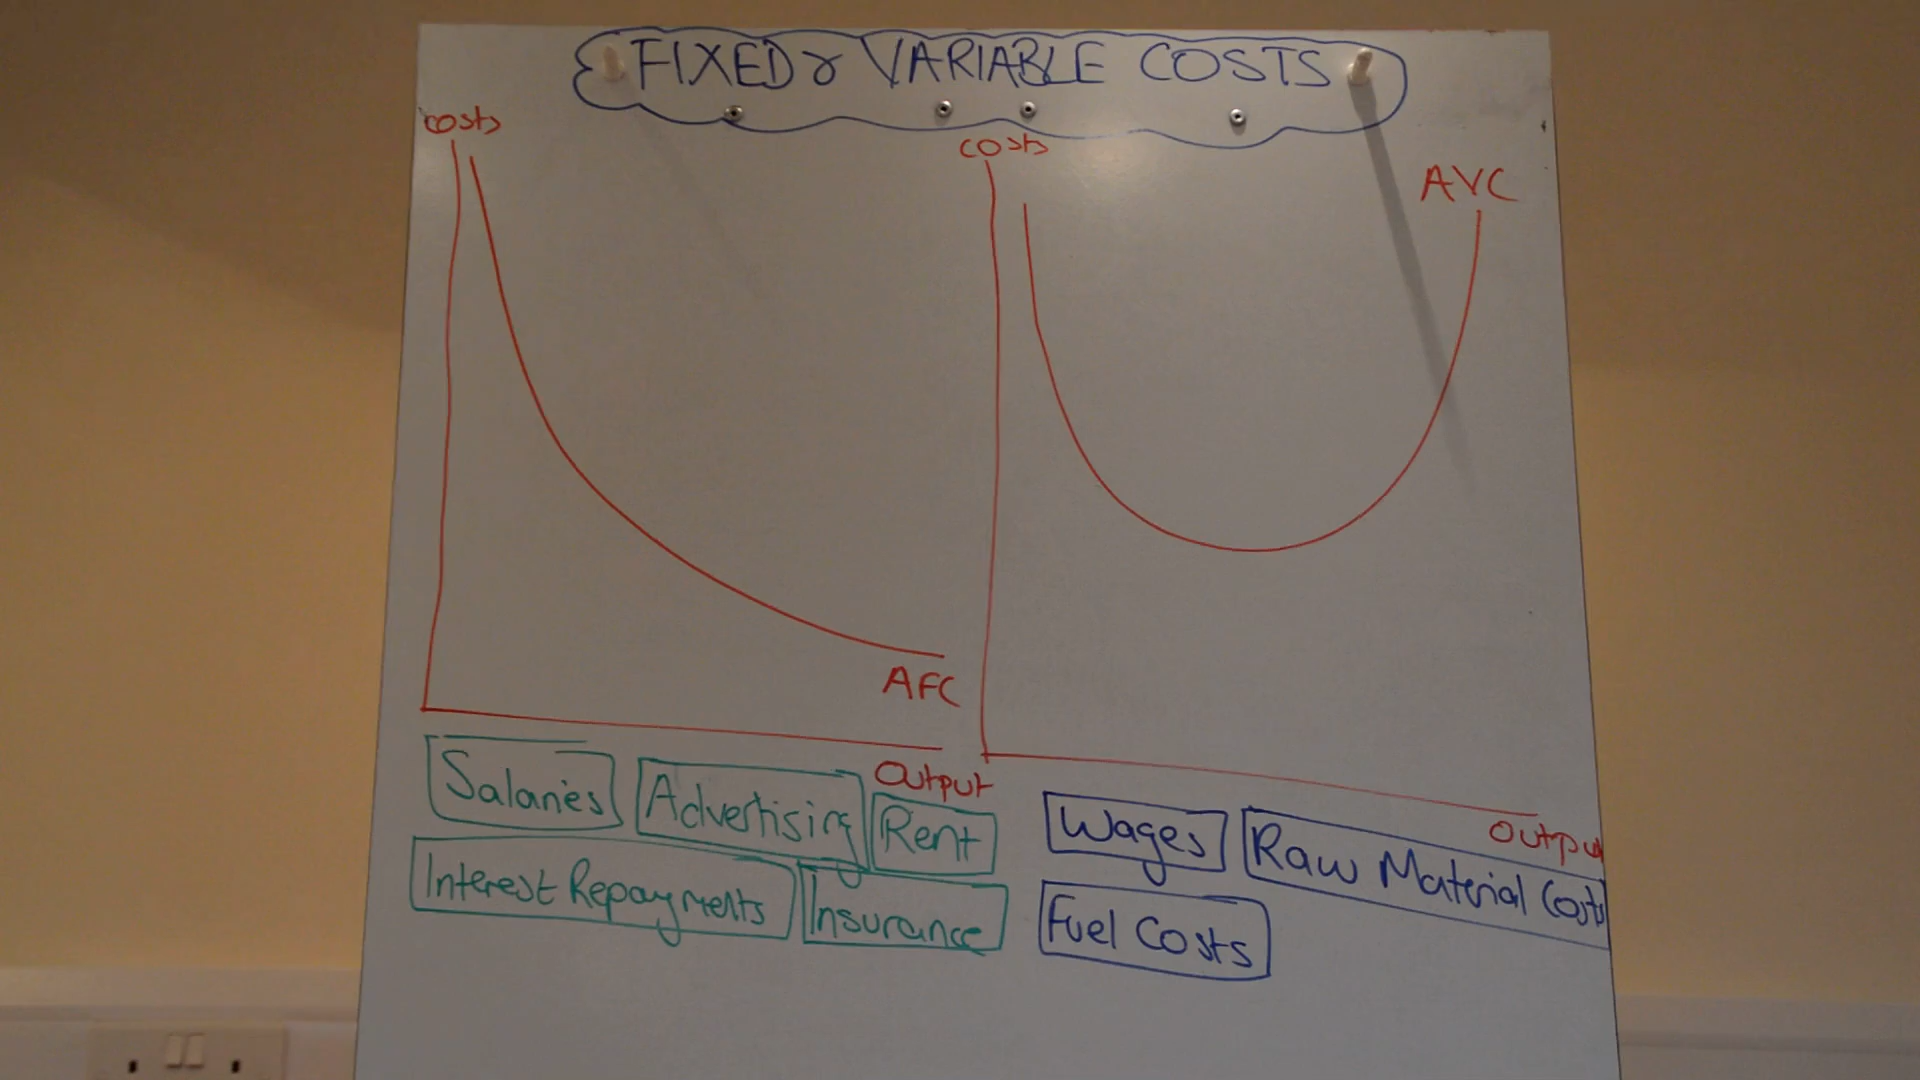 FIXED & VARIABLE COSTS
costs
costs
AVC
AFC
Output
Output
Salaries
Advertising
Rent
Interest Repayments
Insurance
Wages
Raw Material Costs
Fuel Costs